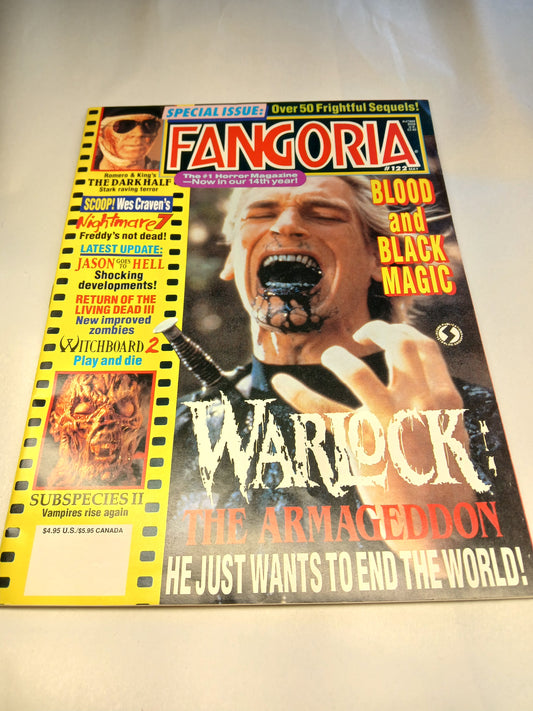 SPECIAL ISSUE:
Over 50 Frightful Sequels!
FANGORIA
#122 MAY
The #1 Horror Magazine
—Now in our 14th year!
Romero & King's
THE DARK HALF
Stark raving terror
SCOOP! Wes Craven's
Nightmare 7
Freddy's not dead!
LATEST UPDATE:
JASON GOES TO HELL
Shocking
developments!
RETURN OF THE
LIVING DEAD III
New improved
zombies
WITCHBOARD 2
Play and die
SUBSPECIES II
Vampires rise again
$4.95 U.S./$5.95 CANADA
BLOOD
and
BLACK
MAGIC
WARLOCK:
THE ARMAGEDDON
HE JUST WANTS TO END THE WORLD!